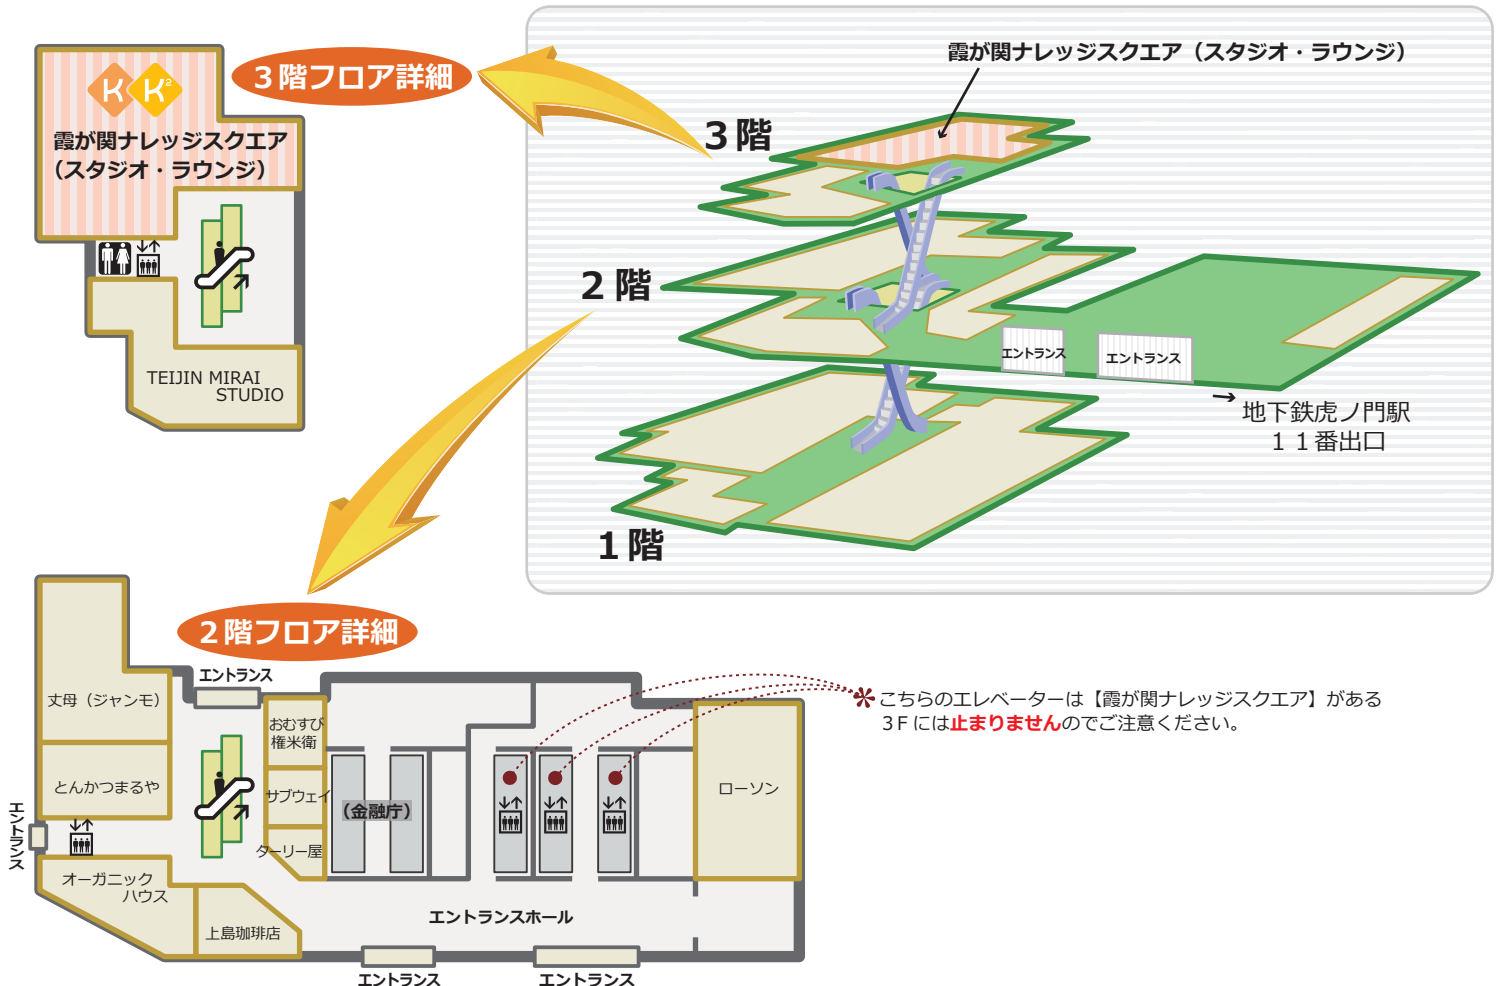 霞が関ナレッジスクエア（スタジオ・ラウンジ）
3階フロア詳細
K K²
霞が関ナレッジスクエア
（スタジオ・ラウンジ）
TEIJIN MIRAI
STUDIO
3階
2階
エントランス
エントランス
→
地下鉄虎ノ門駅
１１番出口
1階
2階フロア詳細
エントランス
丈母（ジャンモ）
おむすび
権米衛
とんかつまるや
サブウェイ
（金融庁）
ローソン
エントランス
ターリー屋
オーガニック
ハウス
上島珈琲店
エントランスホール
エントランス
エントランス
＊こちらのエレベーターは【霞が関ナレッジスクエア】がある
3Ｆには止まりませんのでご注意ください。